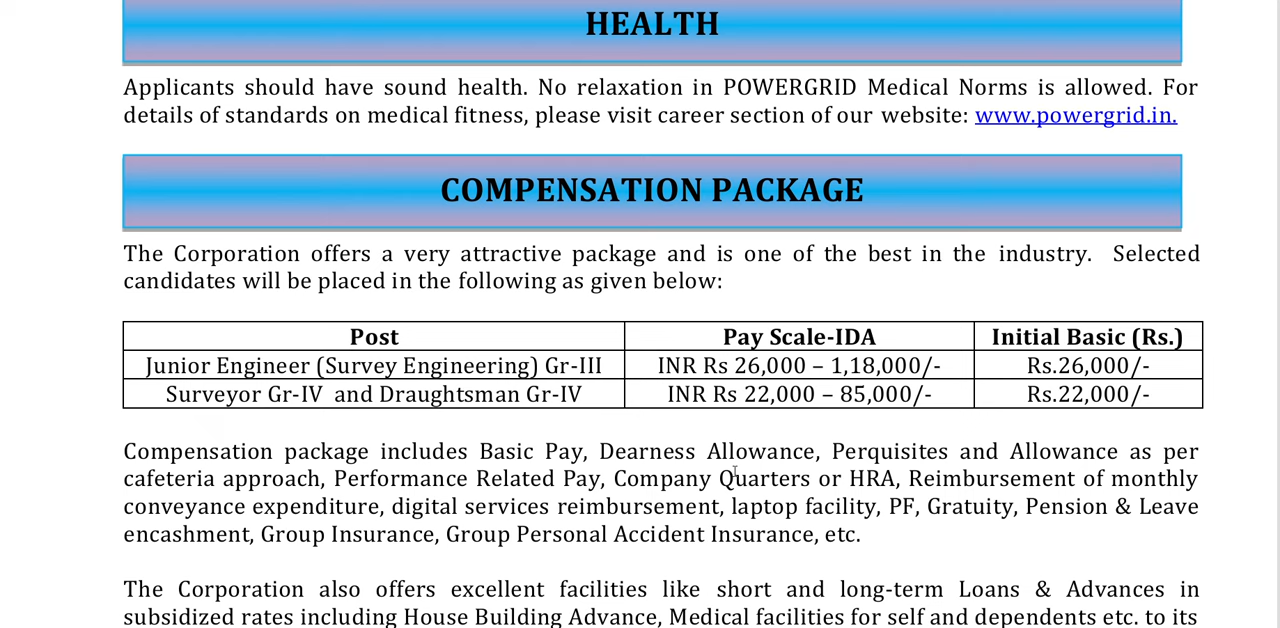 HEALTH
Applicants should have sound health. No relaxation in POWERGRID Medical Norms is allowed. For
details of standards on medical fitness, please visit career section of our website: www.powergrid.in.
COMPENSATION PACKAGE
The Corporation offers a very attractive package and is one of the best in the industry. Selected
candidates will be placed in the following as given below:
Post Pay Scale-IDA Initial Basic (Rs.)
Junior Engineer (Survey Engineering) Gr-III INR Rs 26,000 – 1,18,000/- Rs.26,000/-
Surveyor Gr-IV and Draughtsman Gr-IV INR Rs 22,000 – 85,000/- Rs.22,000/-
Compensation package includes Basic Pay, Dearness Allowance, Perquisites and Allowance as per
cafeteria approach, Performance Related Pay, Company Quarters or HRA, Reimbursement of monthly
conveyance expenditure, digital services reimbursement, laptop facility, PF, Gratuity, Pension & Leave
encashment, Group Insurance, Group Personal Accident Insurance, etc.
The Corporation also offers excellent facilities like short and long-term Loans & Advances in
subsidized rates including House Building Advance, Medical facilities for self and dependents etc. to its